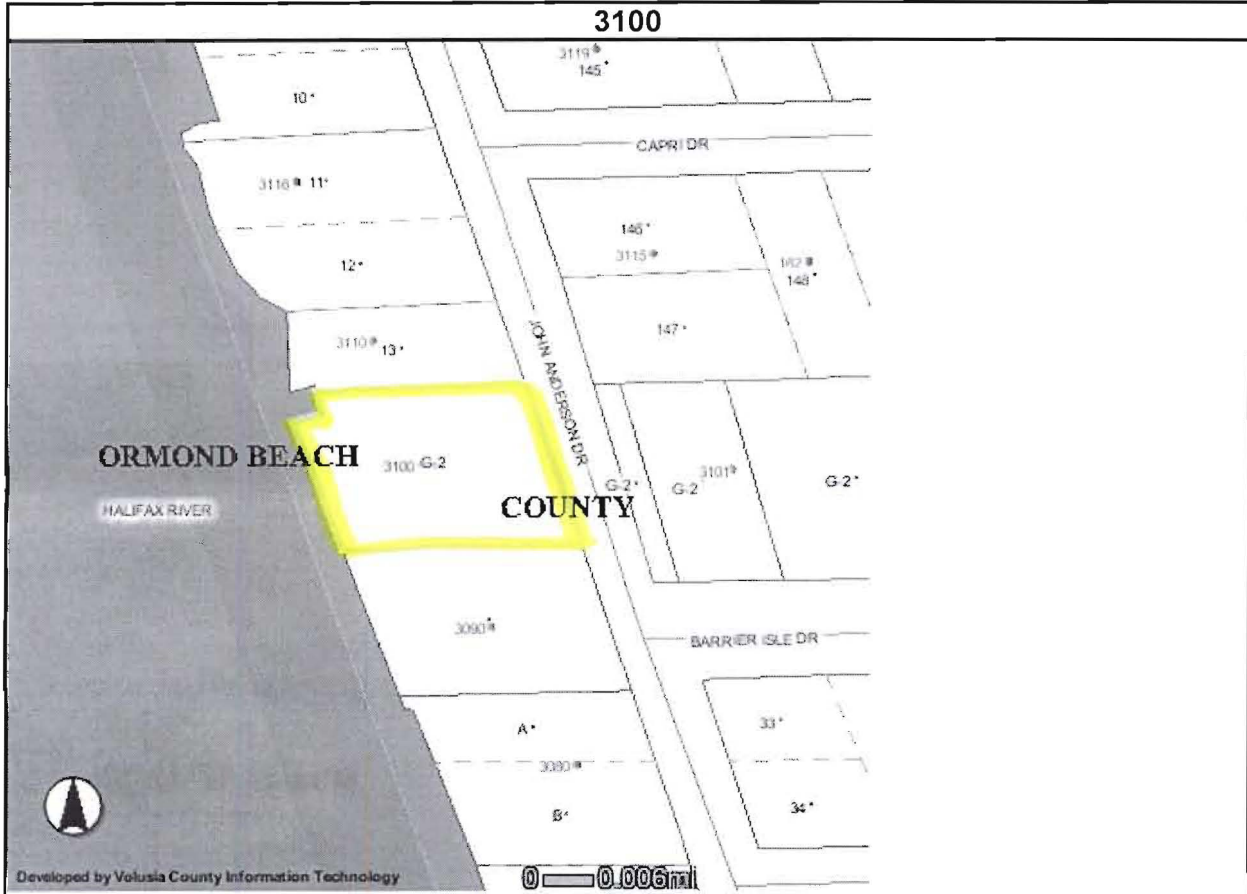 3100
3119
145
10
CAPRI DR
3116 11
146
3115
12
162
148
147
JOHN ANDERSON DR
3110 13
ORMOND BEACH
3100 G-2
3101
G-2
G-2
G-2
COUNTY
HALIFAX RIVER
3090
BARRIER ISLE DR
A
33
3080
34
B
Developed by Volusia County Information Technology
0 0.006mi